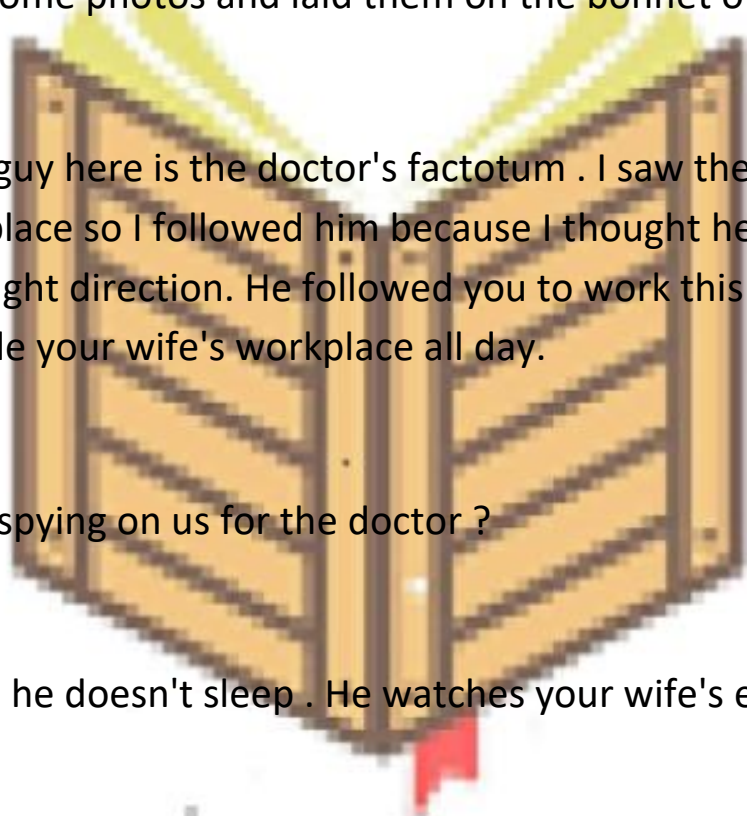 ome photos and laid them on the bonnet o
guy here is the doctor's factotum . I saw the
place so I followed him because I thought he
ght direction. He followed you to work this
le your wife's workplace all day.
spying on us for the doctor ?
he doesn't sleep . He watches your wife's e